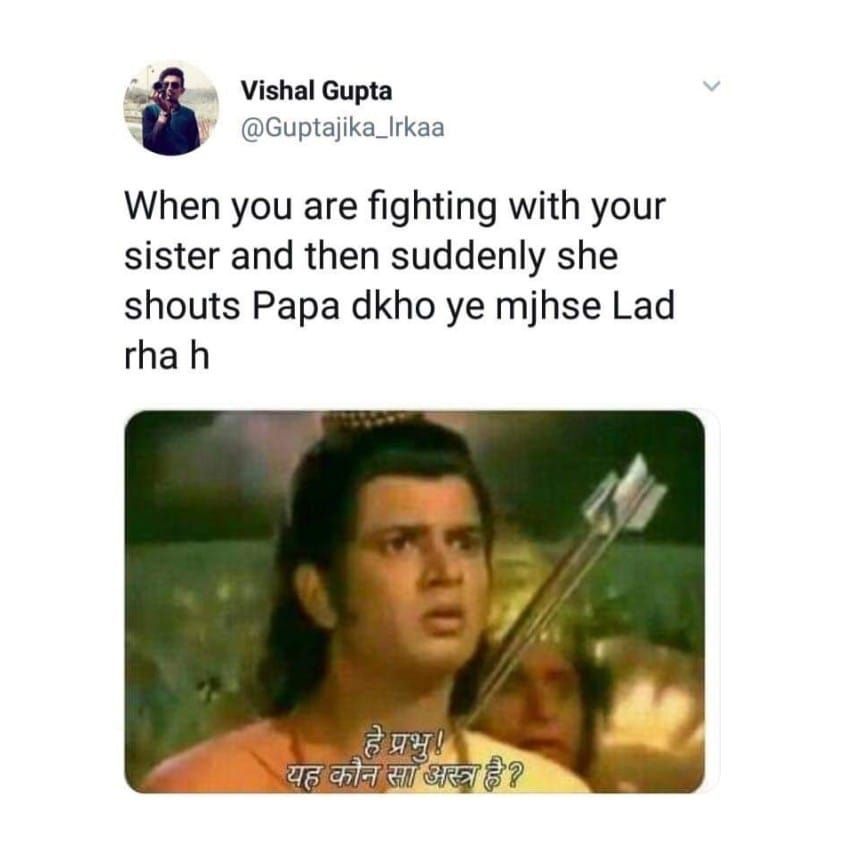 Vishal Gupta
@Guptajika_lrkaa
When you are fighting with your
sister and then suddenly she
shouts Papa dkho ye mjhse Lad
rha h
हे प्रभु!
यह कौन सा अस्त्र है?